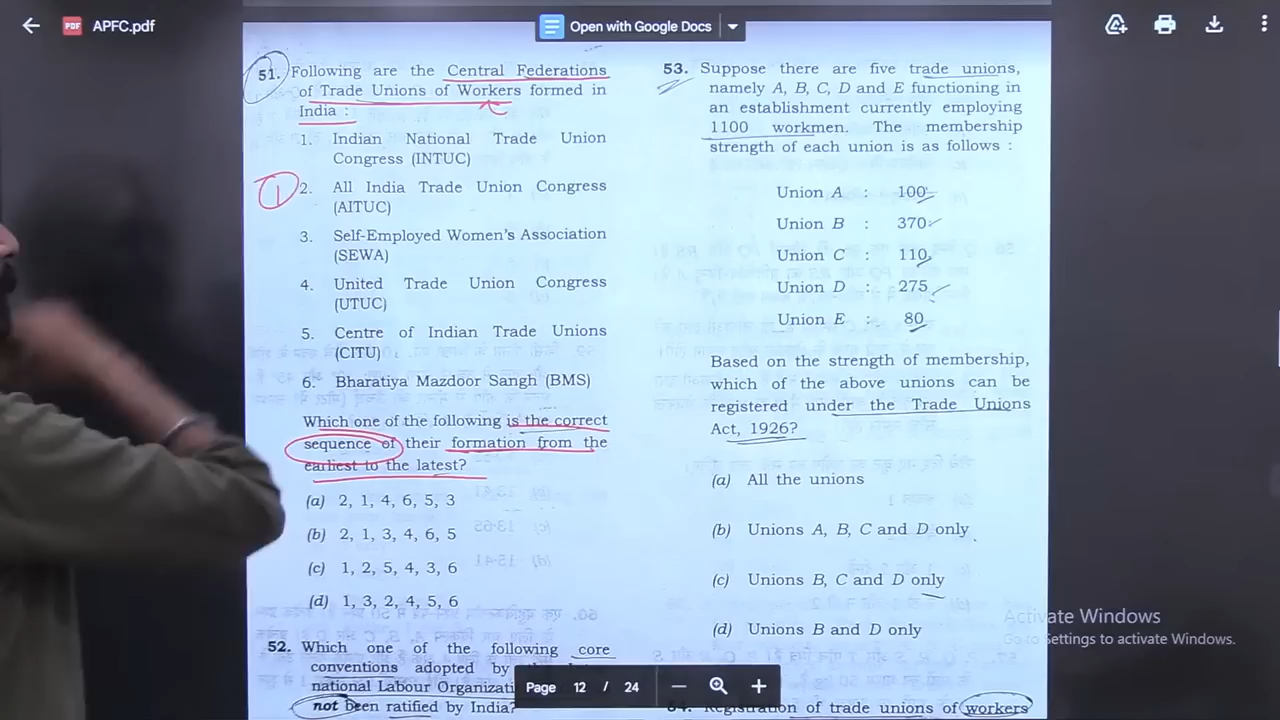 APFC.pdf
Open with Google Docs
51. Following are the Central Federations
of Trade Unions of Workers formed in
India :
1. Indian National Trade Union
Congress (INTUC)
1
2. All India Trade Union Congress
(AITUC)
3. Self-Employed Women's Association
(SEWA)
4. United Trade Union Congress
(UTUC)
5. Centre of Indian Trade Unions
(CITU)
6. Bharatiya Mazdoor Sangh (BMS)
Which one of the following is the correct
sequence of their formation from the
earliest to the latest?
(a) 2, 1, 4, 6, 5, 3
(b) 2, 1, 3, 4, 6, 5
(c) 1, 2, 5, 4, 3, 6
(d) 1, 3, 2, 4, 5, 6
52. Which one of the following core
conventions adopted by
national Labour
not been ratified by India?
53. Suppose there are five trade unions,
namely A, B, C, D and E functioning in
an establishment currently employing
1100 workmen. The membership
strength of each union is as follows :
Union A : 100
Union B : 370
Union C : 110
Union D : 275
Union E : 80
Based on the strength of membership,
which of the above unions can be
registered under the Trade Unions
Act, 1926?
(a) All the unions
(b) Unions A, B, C and D only
(c) Unions B, C and D only
(d) Unions B and D only
Registration of trade unions of workers
Page 12 / 24
Activate Windows
Go to Settings to activate Windows.